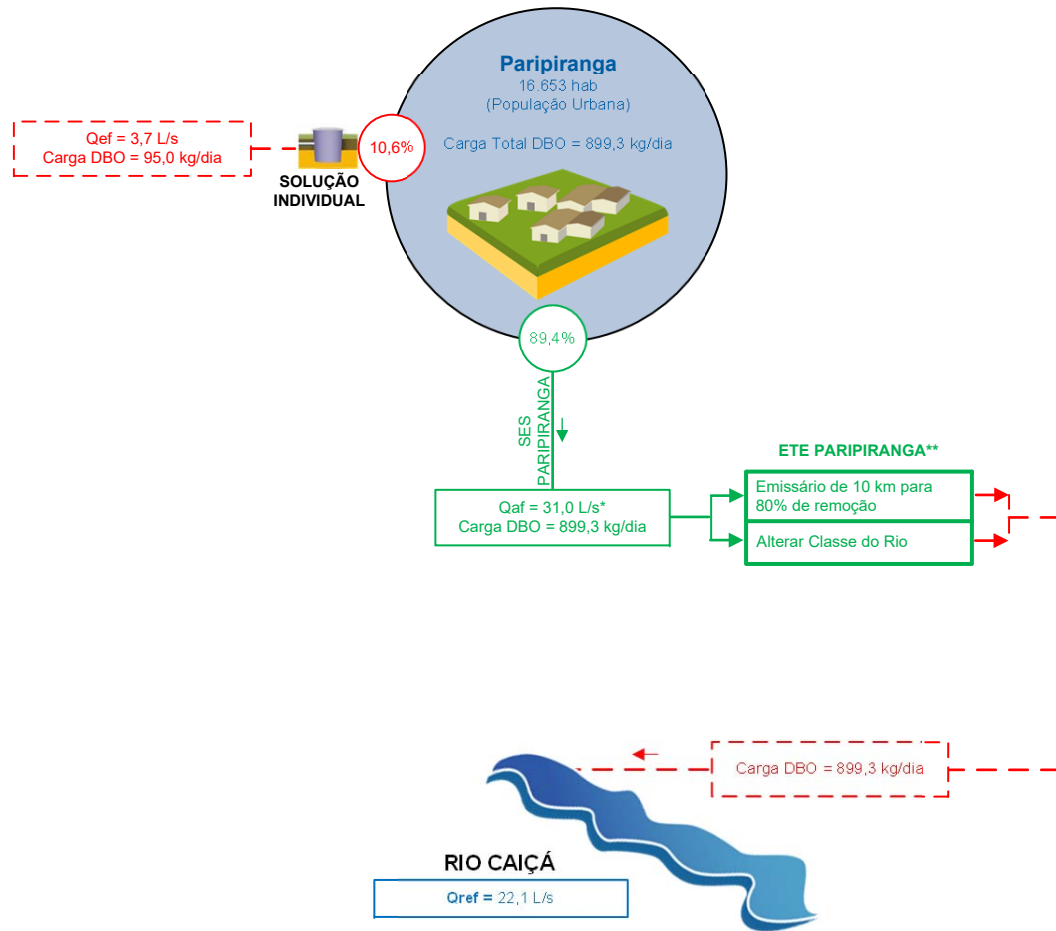 Paripiranga
16.653 hab
(População Urbana)
Carga Total DBO = 899,3 kg/dia
Qef = 3,7 L/s
Carga DBO = 95,0 kg/dia
SOLUÇÃO
INDIVIDUAL
10,6%
89,4%
SES
PARIPIRANGA
Qaf = 31,0 L/s*
Carga DBO = 899,3 kg/dia
ETE PARIPIRANGA**
Emissário de 10 km para
80% de remoção
Alterar Classe do Rio
Carga DBO = 899,3 kg/dia
RIO CAIÇÁ
Qref = 22,1 L/s